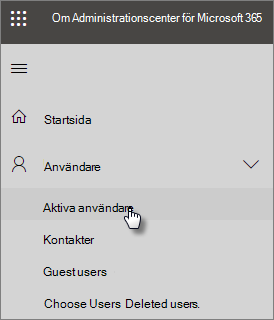 Om Administrationscenter för Microsoft 365
Startsida
Användare
Aktiva användare
Kontakter
Guest users
Choose Users Deleted users.